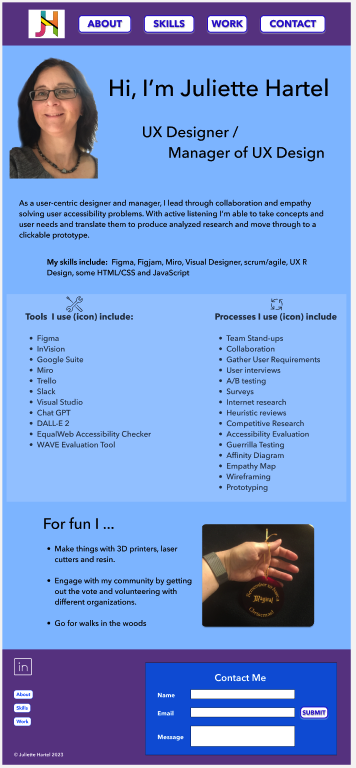 JH
ABOUT
SKILLS
WORK
CONTACT
Hi, I’m Juliette Hartel
UX Designer /
Manager of UX Design
As a user-centric designer and manager, I lead through collaboration and empathy
solving user accessibility problems. With active listening I'm able to take concepts and
user needs and translate them to produce analyzed research and move through to a
clickable prototype.
My skills include: Figma, Figjam, Miro, Visual Designer, scrum/agile, UX R
Design, some HTML/CSS and JavaScript
Tools I use (icon) include:
• Figma
• InVision
• Google Suite
• Miro
• Trello
• Slack
• Visual Studio
• Chat GPT
• DALL-E 2
• EqualWeb Accessibility Checker
• WAVE Evaluation Tool
Processes I use (icon) include
• Team Stand-ups
• Collaboration
• Gather User Requirements
• User interviews
• A/B testing
• Surveys
• Internet research
• Heuristic reviews
• Competitive Research
• Accessibility Evaluation
• Guerrilla Testing
• Affinity Diagram
• Empathy Map
• Wireframing
• Prototyping
For fun I ...
• Make things with 3D printers, laser
cutters and resin.
• Engage with my community by getting
out the vote and volunteering with
different organizations.
• Go for walks in the woods
Magical
Christmas
in
About
Skills
Work
© Juliette Hartel 2023
Contact Me
Name
Email
SUBMIT
Message